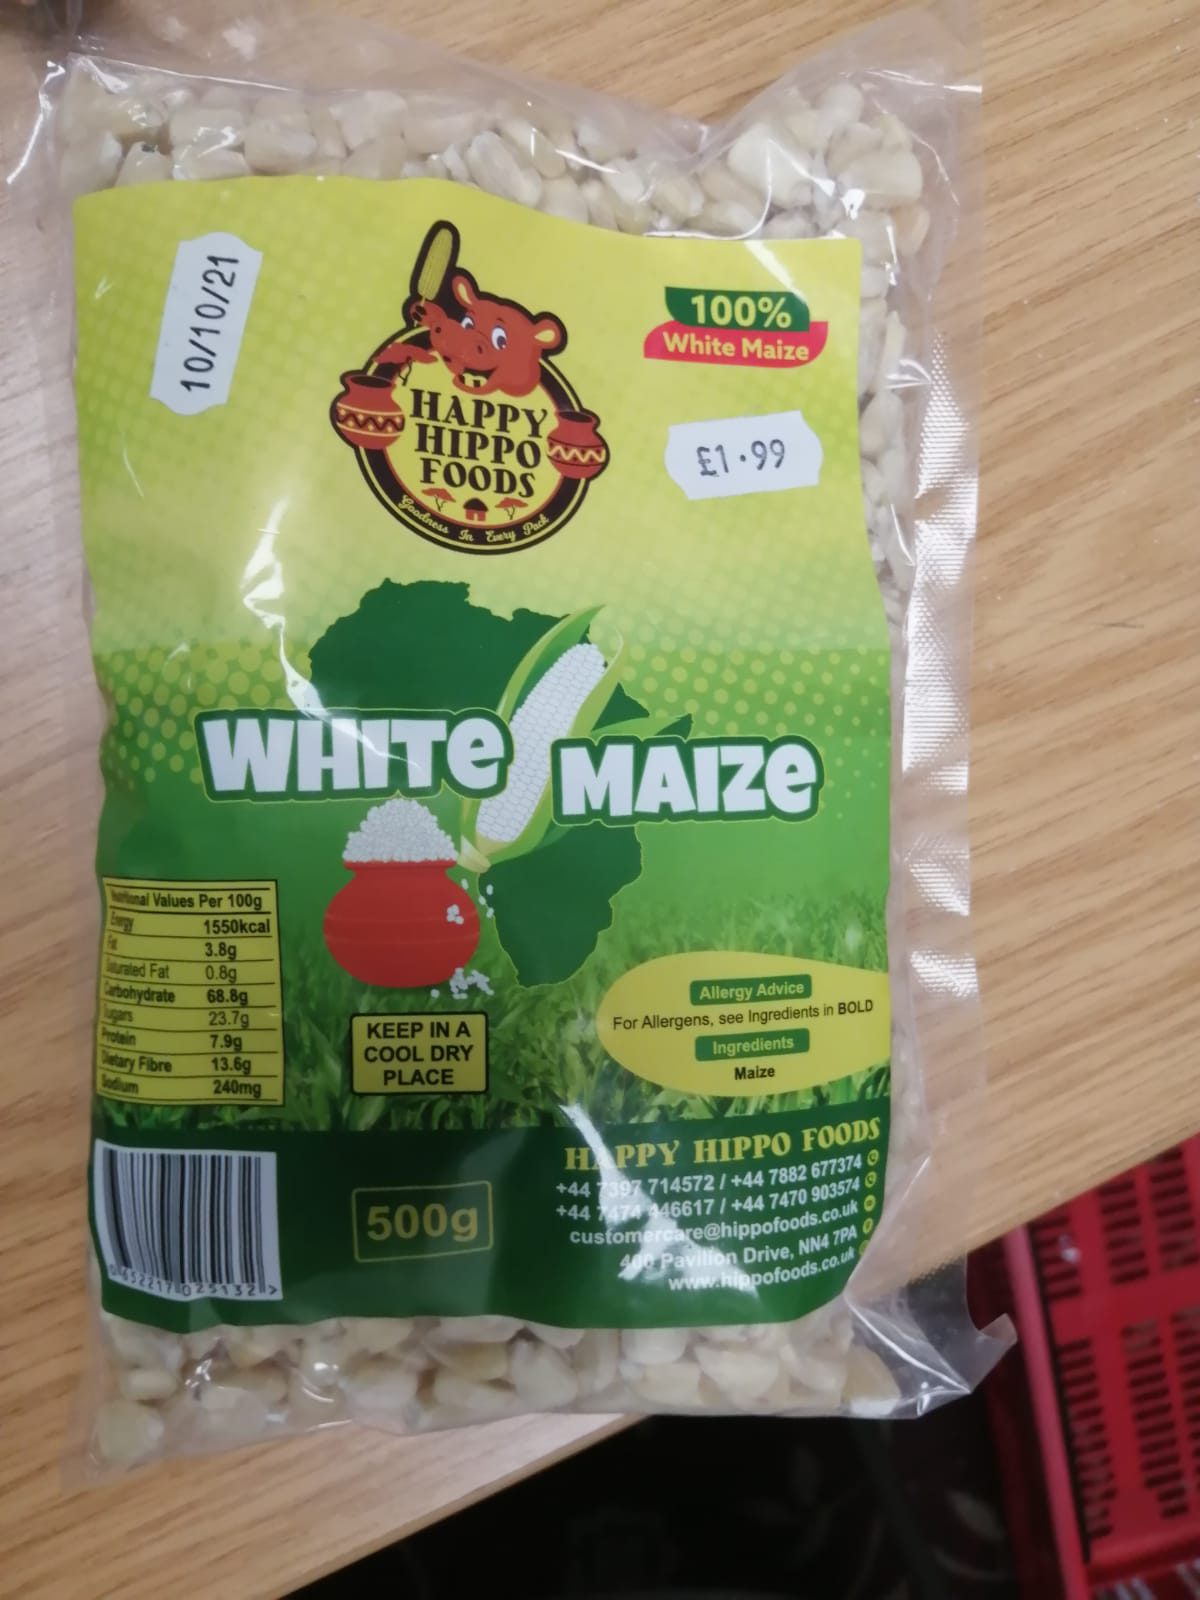 10/10/21
HAPPY
HIPPO
FOODS
Goodness In Every Pack
100%
White Maize
£1.99
WHITE MAIZE
Nutritional Values Per 100g
Energy 1550kcal
Fat 3.8g
Saturated Fat 0.8g
Carbohydrate 68.8g
Sugars 23.7g
Protein 7.9g
Dietary Fibre 13.6g
Sodium 240mg
KEEP IN A
COOL DRY
PLACE
Allergy Advice
For Allergens, see Ingredients in BOLD
Ingredients
Maize
500g
HAPPY HIPPO FOODS
+44 7397 714572 / +44 7882 677374
+44 7474 446617 / +44 7470 903574
customercare@hippofoods.co.uk
400 Pavilion Drive, NN4 7PA
www.hippofoods.co.uk